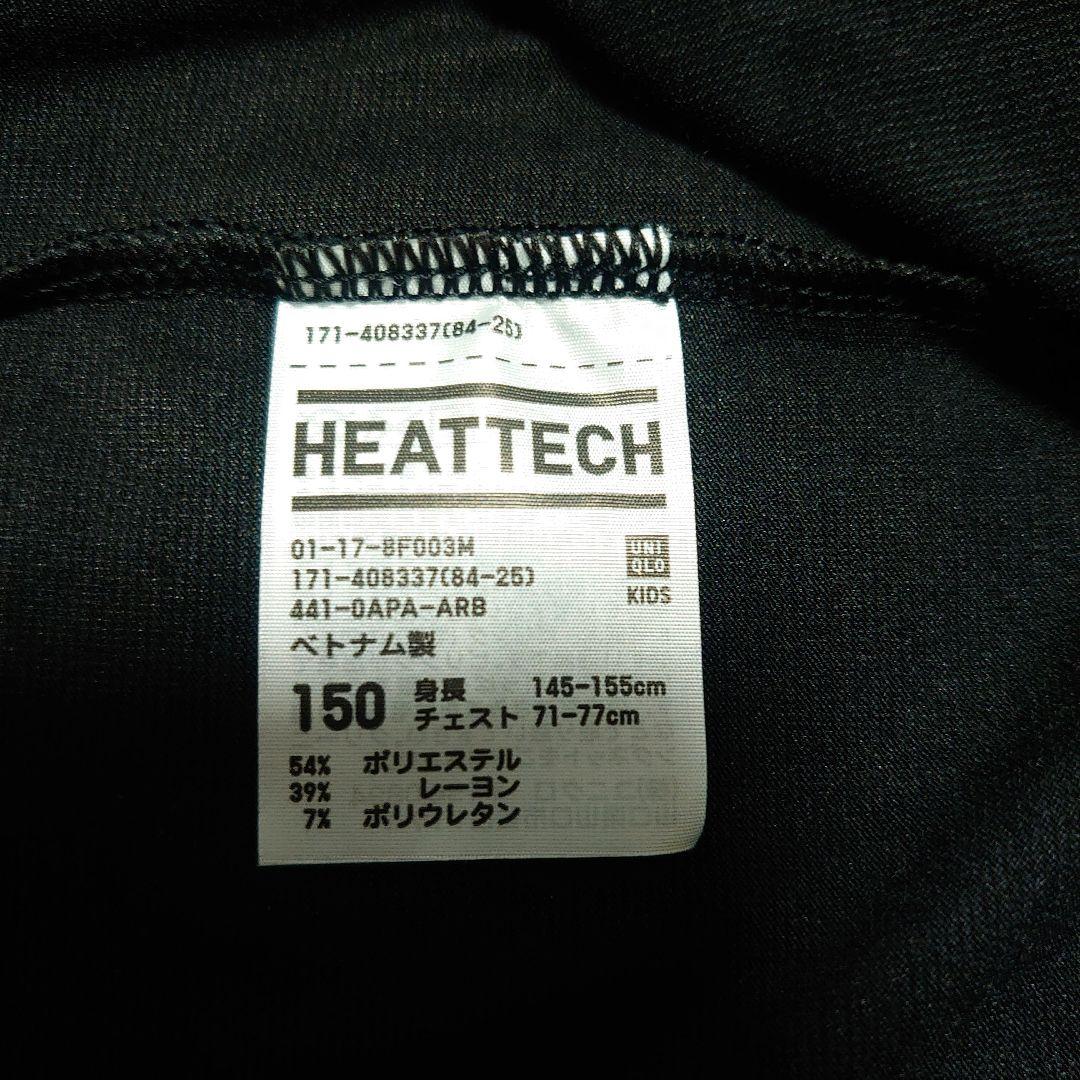 171-408337(84-25)
HEATTECH
01-17-8F003M
171-408337(84-25)
441-0APA-ARB
UNI
QLO
KIDS
ベトナム製
150 身長 145-155cm
チェスト 71-77cm
54% ポリエステル
39% レーヨン
7% ポリウレタン